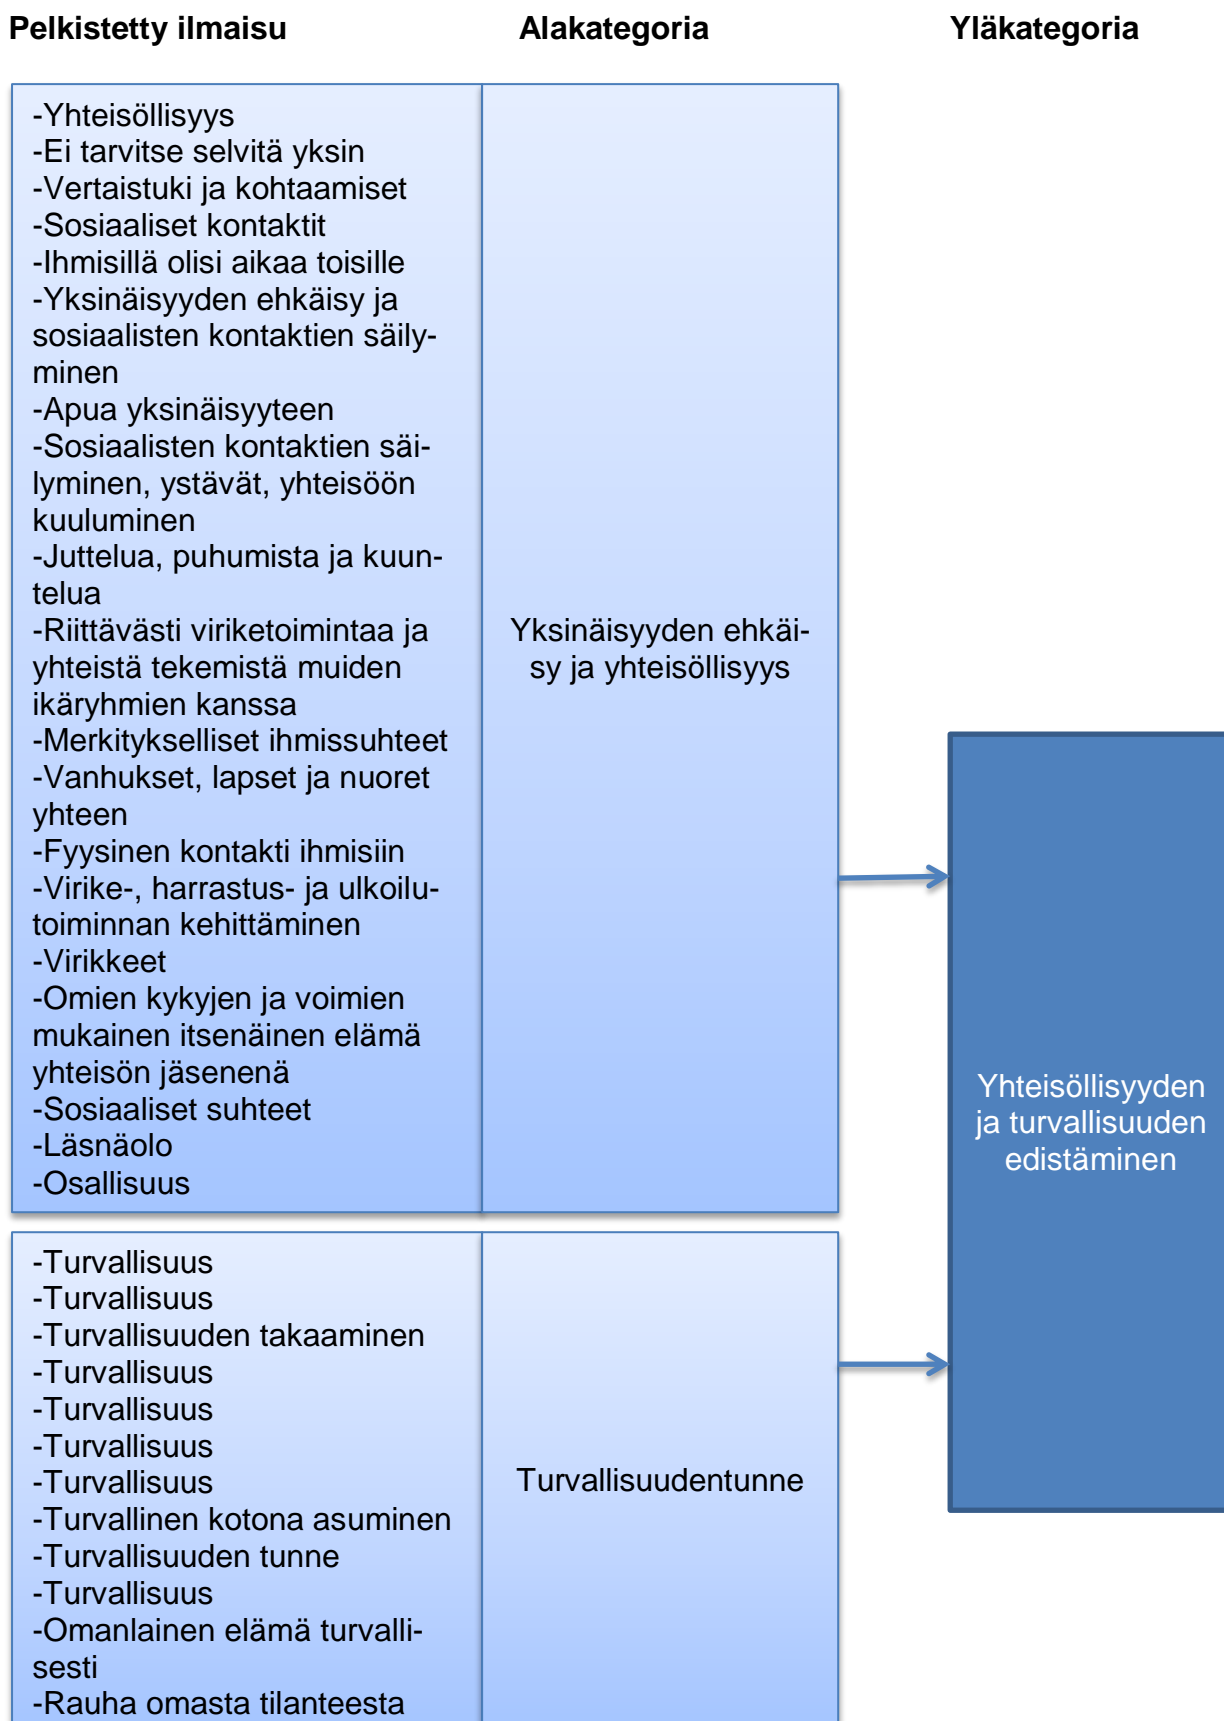 Pelkistetty ilmaisu Alakategoria Yläkategoria
-Yhteisöllisyys
-Ei tarvitse selvitä yksin
-Vertaistuki ja kohtaamiset
-Sosiaaliset kontaktit
-Ihmisillä olisi aikaa toisille
-Yksinäisyyden ehkäisy ja
sosiaalisten kontaktien säily-
minen
-Apua yksinäisyyteen
-Sosiaalisten kontaktien säi-
lyminen, ystävät, yhteisöön
kuuluminen
-Juttelua, puhumista ja kuun-
telua
-Riittävästi viriketoimintaa ja
yhteistä tekemistä muiden
ikäryhmien kanssa
-Merkitykselliset ihmissuhteet
-Vanhukset, lapset ja nuoret
yhteen
-Fyysinen kontakti ihmisiin
-Virike-, harrastus- ja ulkoilu-
toiminnan kehittäminen
-Virikkeet
-Omien kykyjen ja voimien
mukainen itsenäinen elämä
yhteisön jäsenenä
-Sosiaaliset suhteet
-Läsnäolo
-Osallisuus
Yksinäisyyden ehkäi-
sy ja yhteisöllisyys
-Turvallisuus
-Turvallisuus
-Turvallisuuden takaaminen
-Turvallisuus
-Turvallisuus
-Turvallisuus
-Turvallisuus
-Turvallinen kotona asuminen
-Turvallisuuden tunne
-Turvallisuus
-Omanlainen elämä turvalli-
sesti
-Rauha omasta tilanteesta
Turvallisuudentunne
Yhteisöllisyyden
ja turvallisuuden
edistäminen